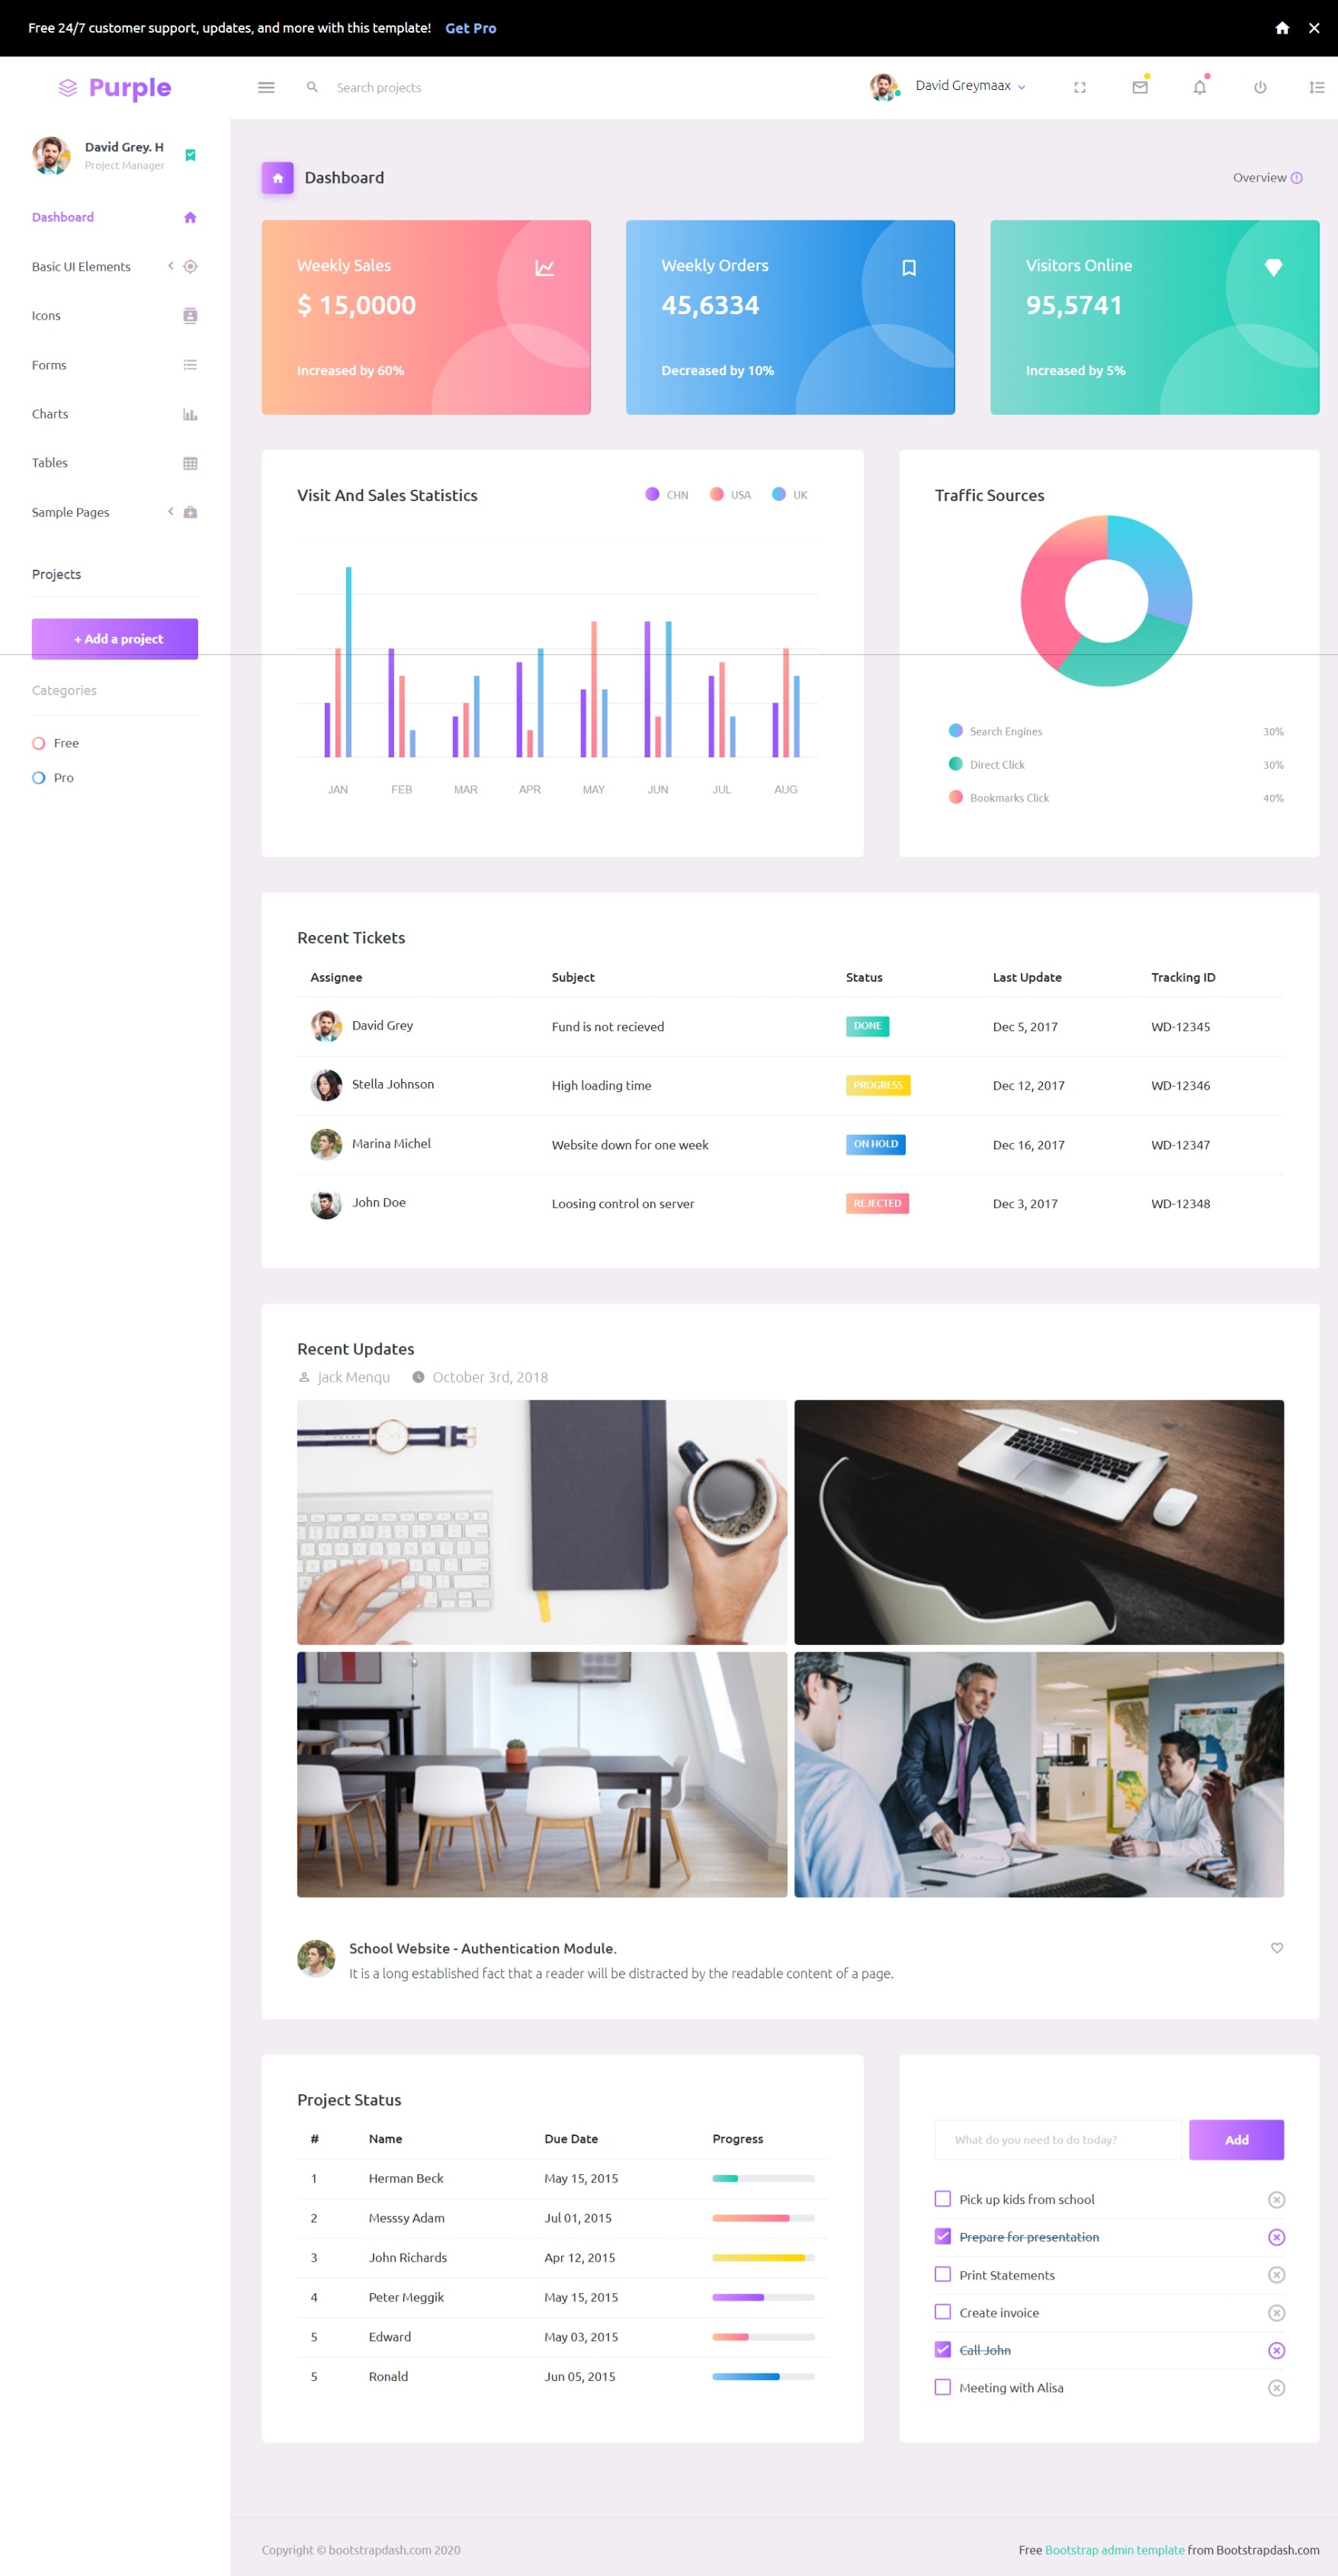 Free 24/7 customer support, updates, and more with this template! Get Pro
Purple
Search projects
David Greymaax
David Grey. H
Project Manager
Dashboard
Basic UI Elements
Icons
Forms
Charts
Tables
Sample Pages
Projects
+ Add a project
Categories
Free
Pro
Dashboard
Overview
Weekly Sales
$ 15,0000
Increased by 60%
Weekly Orders
45,6334
Decreased by 10%
Visitors Online
95,5741
Increased by 5%
Visit And Sales Statistics
CHN USA UK
JAN FEB MAR APR MAY JUN JUL AUG
Traffic Sources
Search Engines 30%
Direct Click 30%
Bookmarks Click 40%
Recent Tickets
Assignee Subject Status Last Update Tracking ID
David Grey Fund is not recieved DONE Dec 5, 2017 WD-12345
Stella Johnson High loading time PROGRESS Dec 12, 2017 WD-12346
Marina Michel Website down for one week ON HOLD Dec 16, 2017 WD-12347
John Doe Loosing control on server REJECTED Dec 3, 2017 WD-12348
Recent Updates
jack Menqu October 3rd, 2018
School Website - Authentication Module.
It is a long established fact that a reader will be distracted by the readable content of a page.
Project Status
# Name Due Date Progress
1 Herman Beck May 15, 2015
2 Messsy Adam Jul 01, 2015
3 John Richards Apr 12, 2015
4 Peter Meggik May 15, 2015
5 Edward May 03, 2015
5 Ronald Jun 05, 2015
What do you need to do today? Add
Pick up kids from school
Prepare for presentation
Print Statements
Create invoice
Call John
Meeting with Alisa
Copyright © bootstrapdash.com 2020
Free Bootstrap admin template from Bootstrapdash.com